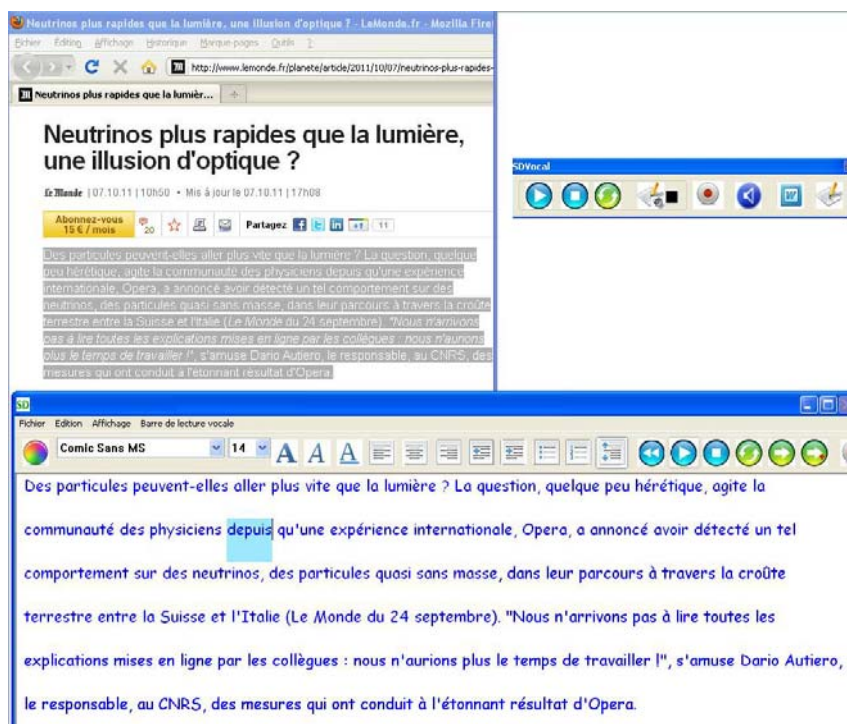 Neutrinos plus rapides que la lumière, une illusion d'optique ? - LeMonde.fr - Mozilla Fire
Fichier Édition Affichage Historique Marque-pages Outils ?
http://www.lemonde.fr/planete/article/2011/10/07/neutrinos-plus-rapides-
Neutrinos plus rapides que la lumièr...
Neutrinos plus rapides que la lumière,
une illusion d'optique ?
Le Monde | 07.10.11 | 10h50 • Mis à jour le 07.10.11 | 17h08
Abonnez-vous
15 € / mois
20
Partagez
11
Des particules peuvent-elles aller plus vite que la lumière ? La question, quelque
peu hérétique, agite la communauté des physiciens depuis qu'une expérience
internationale, Opera, a annoncé avoir détecté un tel comportement sur des
neutrinos, des particules quasi sans masse, dans leur parcours à travers la croûte
terrestre entre la Suisse et l'Italie (Le Monde du 24 septembre). "Nous n'arrivons
pas à lire toutes les explications mises en ligne par les collègues : nous n'aurions
plus le temps de travailler !", s'amuse Dario Autiero, le responsable, au CNRS, des
mesures qui ont conduit à l'étonnant résultat d'Opera.
SDVocal
SD
Fichier Edition Affichage Barre de lecture vocale
Comic Sans MS 14 A A A
Des particules peuvent-elles aller plus vite que la lumière ? La question, quelque peu hérétique, agite la
communauté des physiciens depuis qu'une expérience internationale, Opera, a annoncé avoir détecté un tel
comportement sur des neutrinos, des particules quasi sans masse, dans leur parcours à travers la croûte
terrestre entre la Suisse et l'Italie (Le Monde du 24 septembre). "Nous n'arrivons pas à lire toutes les
explications mises en ligne par les collègues : nous n'aurions plus le temps de travailler !", s'amuse Dario Autiero,
le responsable, au CNRS, des mesures qui ont conduit à l'étonnant résultat d'Opera.